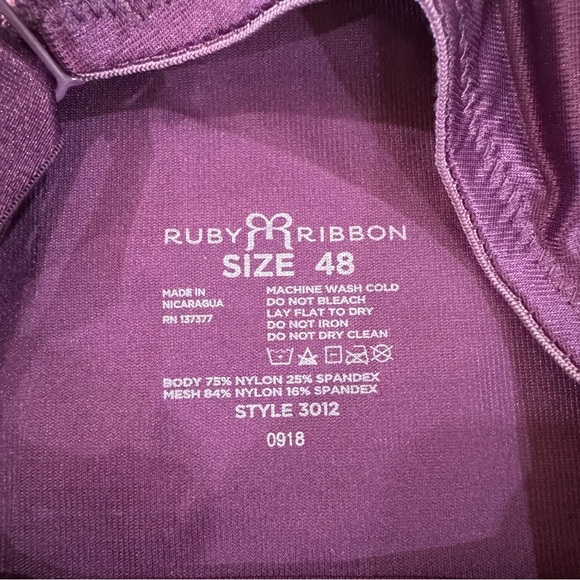 RUBY RIBBON
SIZE 48
MADE IN
NICARAGUA
RN 137377
MACHINE WASH COLD
DO NOT BLEACH
LAY FLAT TO DRY
DO NOT IRON
DO NOT DRY CLEAN
BODY 75% NYLON 25% SPANDEX
MESH 84% NYLON 16% SPANDEX
STYLE 3012
0918